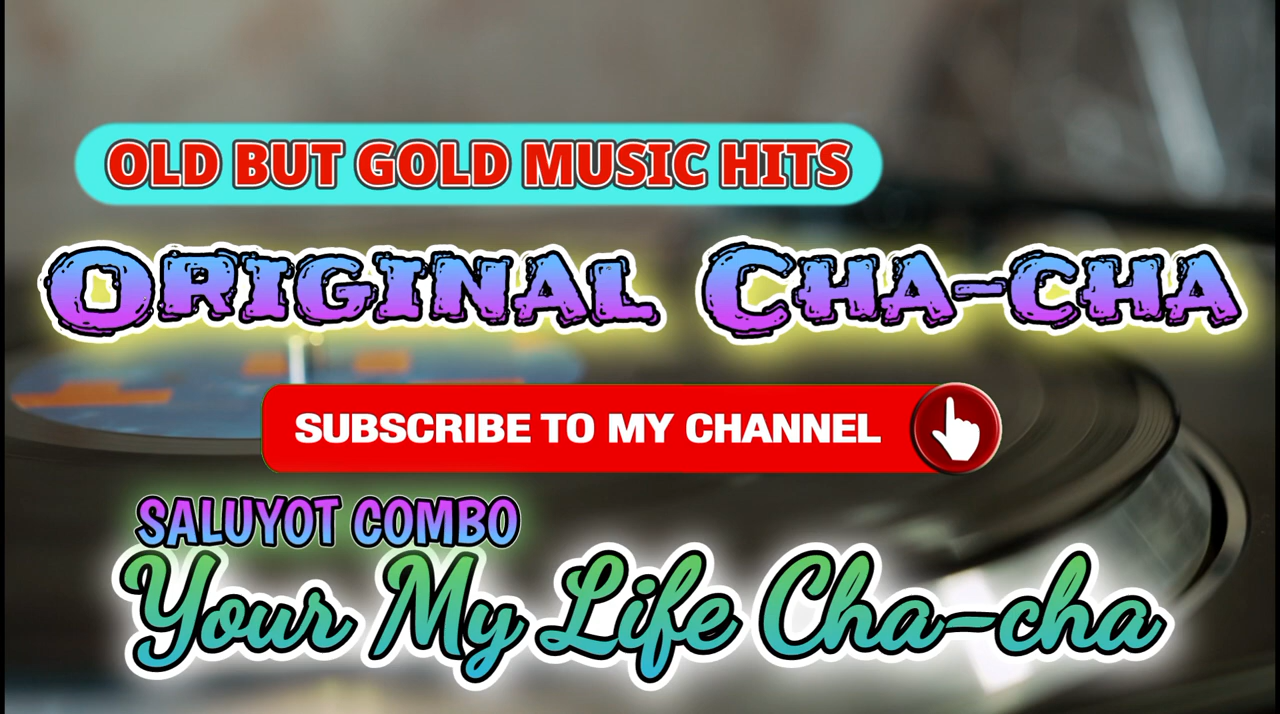 OLD BUT GOLD MUSIC HITS
Original Cha-cha
SUBSCRIBE TO MY CHANNEL
SALUYOT COMBO
Your My Life Cha-cha